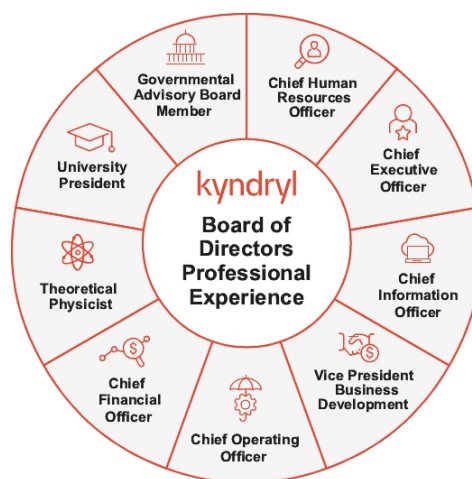 kyndryl
Board of
Directors
Professional
Experience
Governmental
Advisory Board
Member
Chief Human
Resources
Officer
Chief
Executive
Officer
Chief
Information
Officer
Vice President
Business
Development
Chief Operating
Officer
Chief
Financial
Officer
Theoretical
Physicist
University
President
$
$